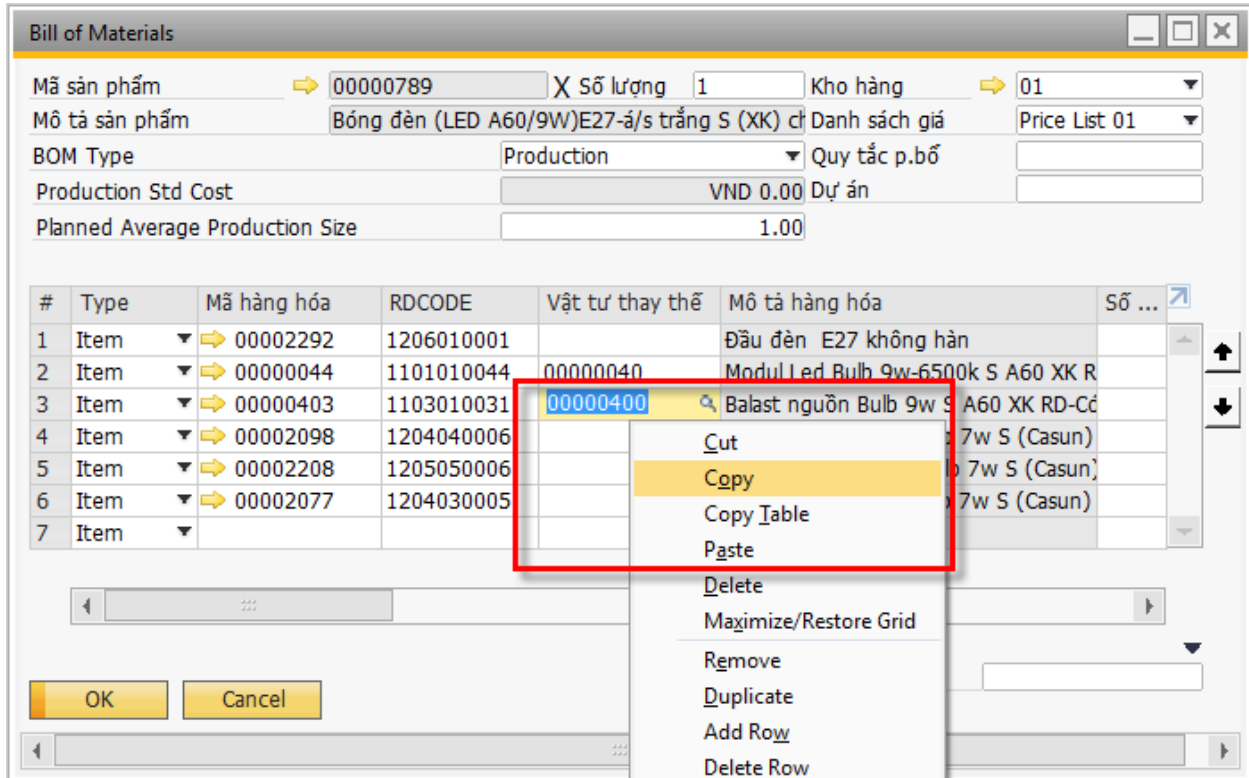 Bill of Materials
Mã sản phẩm 00000789 X Số lượng 1 Kho hàng 01
Mô tả sản phẩm Bóng đèn (LED A60/9W)E27-á/s trắng S (XK) ch Danh sách giá Price List 01
BOM Type Production Quy tắc p.bổ
Production Std Cost VND 0.00 Dự án
Planned Average Production Size 1.00
# Type Mã hàng hóa RDCODE Vật tư thay thế Mô tả hàng hóa Số ...
1 Item 00002292 1206010001 Đầu đèn E27 không hàn
2 Item 00000044 1101010044 00000040 Modul Led Bulb 9w-6500k S A60 XK R
3 Item 00000403 1103010031 00000400 Balast nguồn Bulb 9w S A60 XK RD-Có
4 Item 00002098 1204040006 7w S (Casun)
5 Item 00002208 1205050006 7w S (Casun)
6 Item 00002077 1204030005 7w S (Casun)
7 Item
Cut
Copy
Copy Table
Paste
Delete
Maximize/Restore Grid
Remove
Duplicate
Add Row
Delete Row
OK Cancel